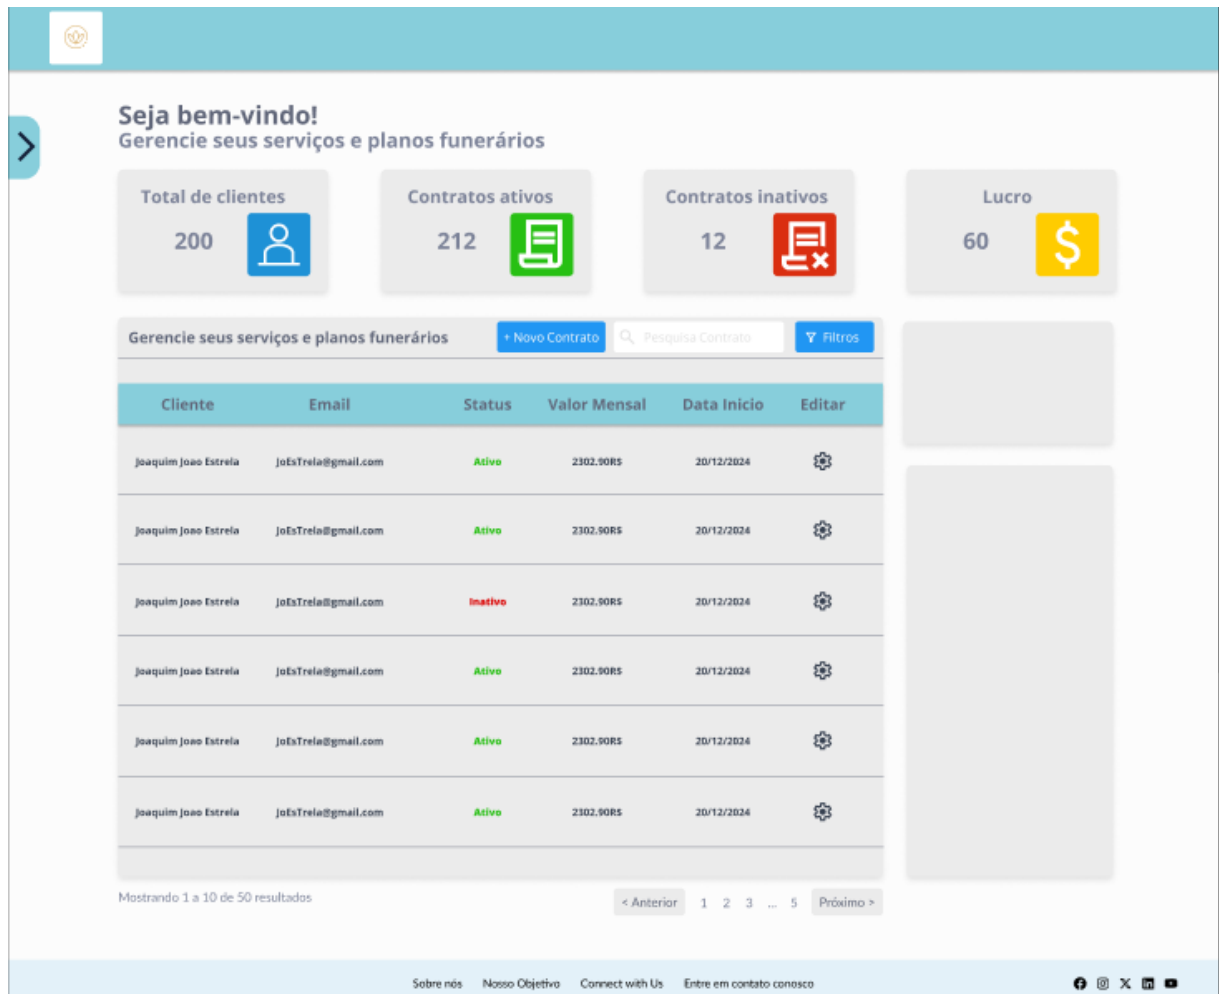 Seja bem-vindo!
Gerencie seus serviços e planos funerários
Total de clientes
200
Contratos ativos
212
Contratos inativos
12
Lucro
60
$
Gerencie seus serviços e planos funerários
+ Novo Contrato
Pesquisa Contrato
Filtros
Cliente Email Status Valor Mensal Data Inicio Editar
Joaquim Joao Estrela JoEsTrela@gmail.com Ativo 2302.90R$ 20/12/2024
Joaquim Joao Estrela JoEsTrela@gmail.com Ativo 2302.90R$ 20/12/2024
Joaquim Joao Estrela JoEsTrela@gmail.com Inativo 2302.90R$ 20/12/2024
Joaquim Joao Estrela JoEsTrela@gmail.com Ativo 2302.90R$ 20/12/2024
Joaquim Joao Estrela JoEsTrela@gmail.com Ativo 2302.90R$ 20/12/2024
Joaquim Joao Estrela JoEsTrela@gmail.com Ativo 2302.90R$ 20/12/2024
Mostrando 1 a 10 de 50 resultados
< Anterior 1 2 3 ... 5 Próximo >
Sobre nós Nosso Objetivo Connect with Us Entre em contato conosco